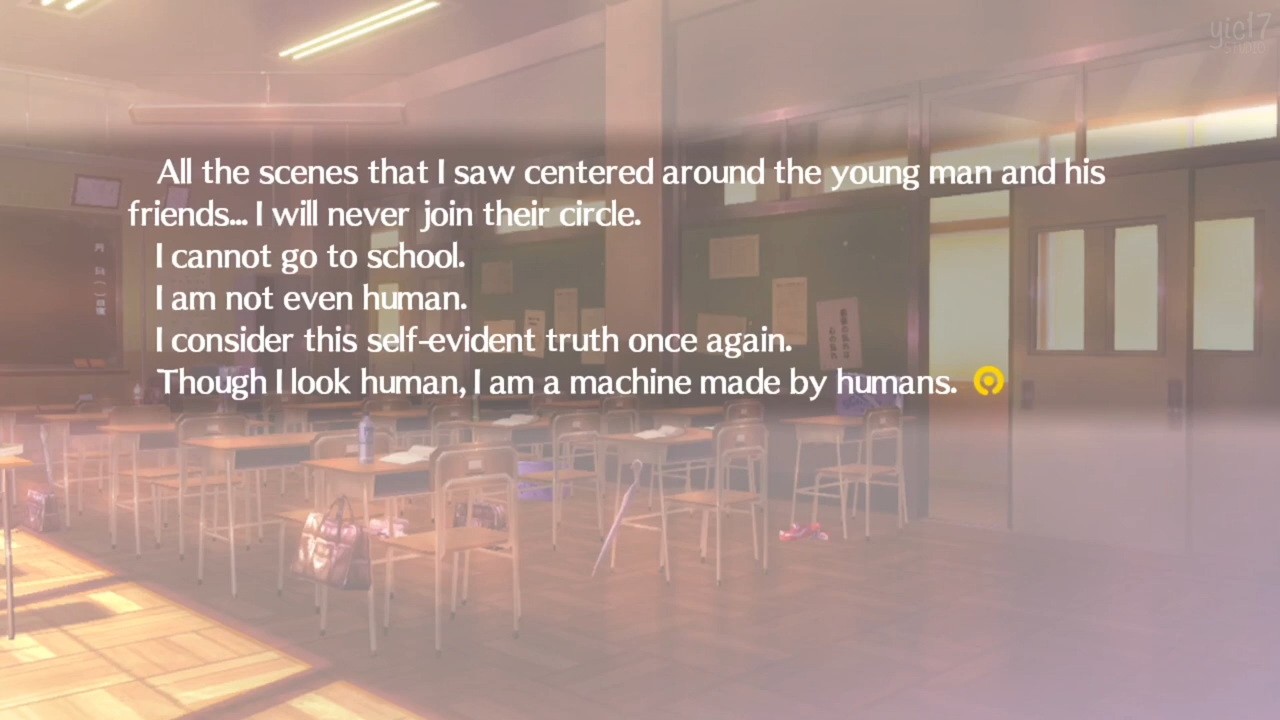 yic17
STUDIO
All the scenes that I saw centered around the young man and his
friends... I will never join their circle.
I cannot go to school.
I am not even human.
I consider this self-evident truth once again.
Though I look human, I am a machine made by humans.